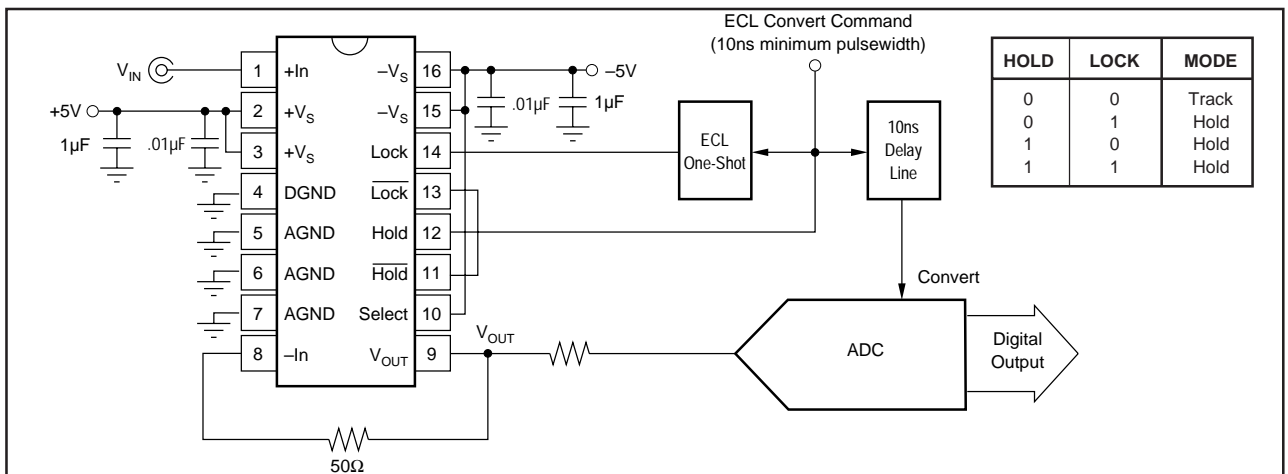 ECL Convert Command
(10ns minimum pulsewidth)
V_IN
1 +In
–V_S 16
–5V
+5V
2 +V_S
–V_S 15
.01µF
1µF
1µF
.01µF
3 +V_S
Lock 14
ECL
One-Shot
10ns
Delay
Line
4 DGND
L̅o̅c̅k̅ 13
5 AGND
Hold 12
6 AGND
H̅o̅l̅d̅ 11
Convert
7 AGND
Select 10
8 –In
V_OUT 9
V_OUT
ADC
Digital
Output
50Ω
HOLD LOCK MODE
0 0 Track
0 1 Hold
1 0 Hold
1 1 Hold